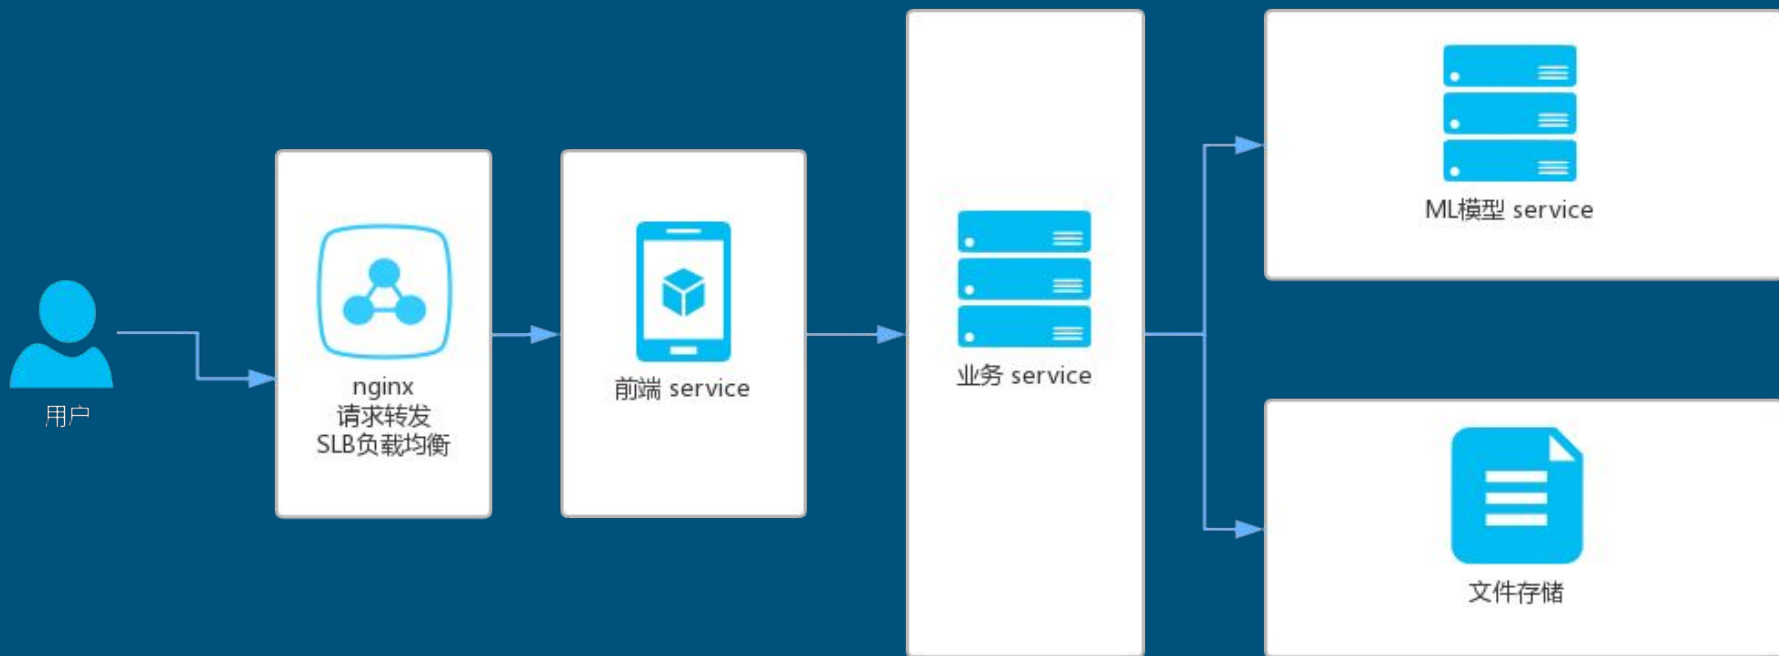 用户
nginx
请求转发
SLB负载均衡
前端 service
业务 service
ML模型 service
文件存储